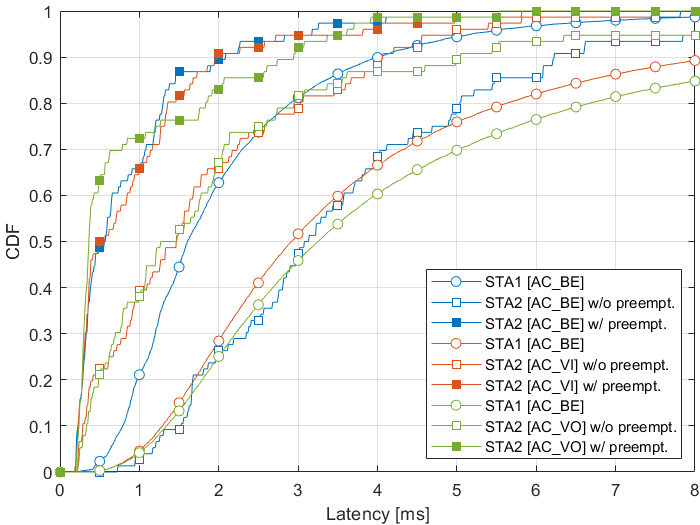 1
0.9
0.8
0.7
0.6
0.5
0.4
0.3
0.2
0.1
0
CDF
STA1 [AC_BE]
STA2 [AC_BE] w/o preempt.
STA2 [AC_BE] w/ preempt.
STA1 [AC_BE]
STA2 [AC_VI] w/o preempt.
STA2 [AC_VI] w/ preempt.
STA1 [AC_BE]
STA2 [AC_VO] w/o preempt.
STA2 [AC_VO] w/ preempt.
0 1 2 3 4 5 6 7 8
Latency [ms]